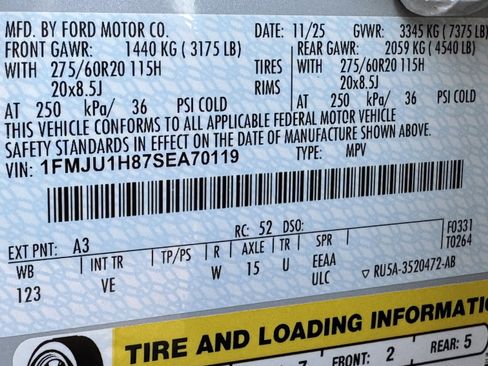 MFD. BY FORD MOTOR CO. DATE: 11/25 GVWR: 3345 KG ( 7375 LB)
FRONT GAWR: 1440 KG ( 3175 LB) REAR GAWR: 2059 KG ( 4540 LB)
WITH 275/60R20 115H TIRES WITH 275/60R20 115H
20x8.5J RIMS 20x8.5J
AT 250 kPa/ 36 PSI COLD AT 250 kPa/ 36 PSI COLD
THIS VEHICLE CONFORMS TO ALL APPLICABLE FEDERAL MOTOR VEHICLE
SAFETY STANDARDS IN EFFECT ON THE DATE OF MANUFACTURE SHOWN ABOVE.
VIN: 1FMJU1H87SEA70119 TYPE: MPV
F0331
T0264
EXT PNT: A3 RC: 52 DSO:
WB INT TR TP/PS R AXLE TR SPR
123 VE W 15 U EEAA
ULC ▽ RU5A-3520472-AB
TIRE AND LOADING INFORMATIO
7 FRONT: 2 REAR: 5